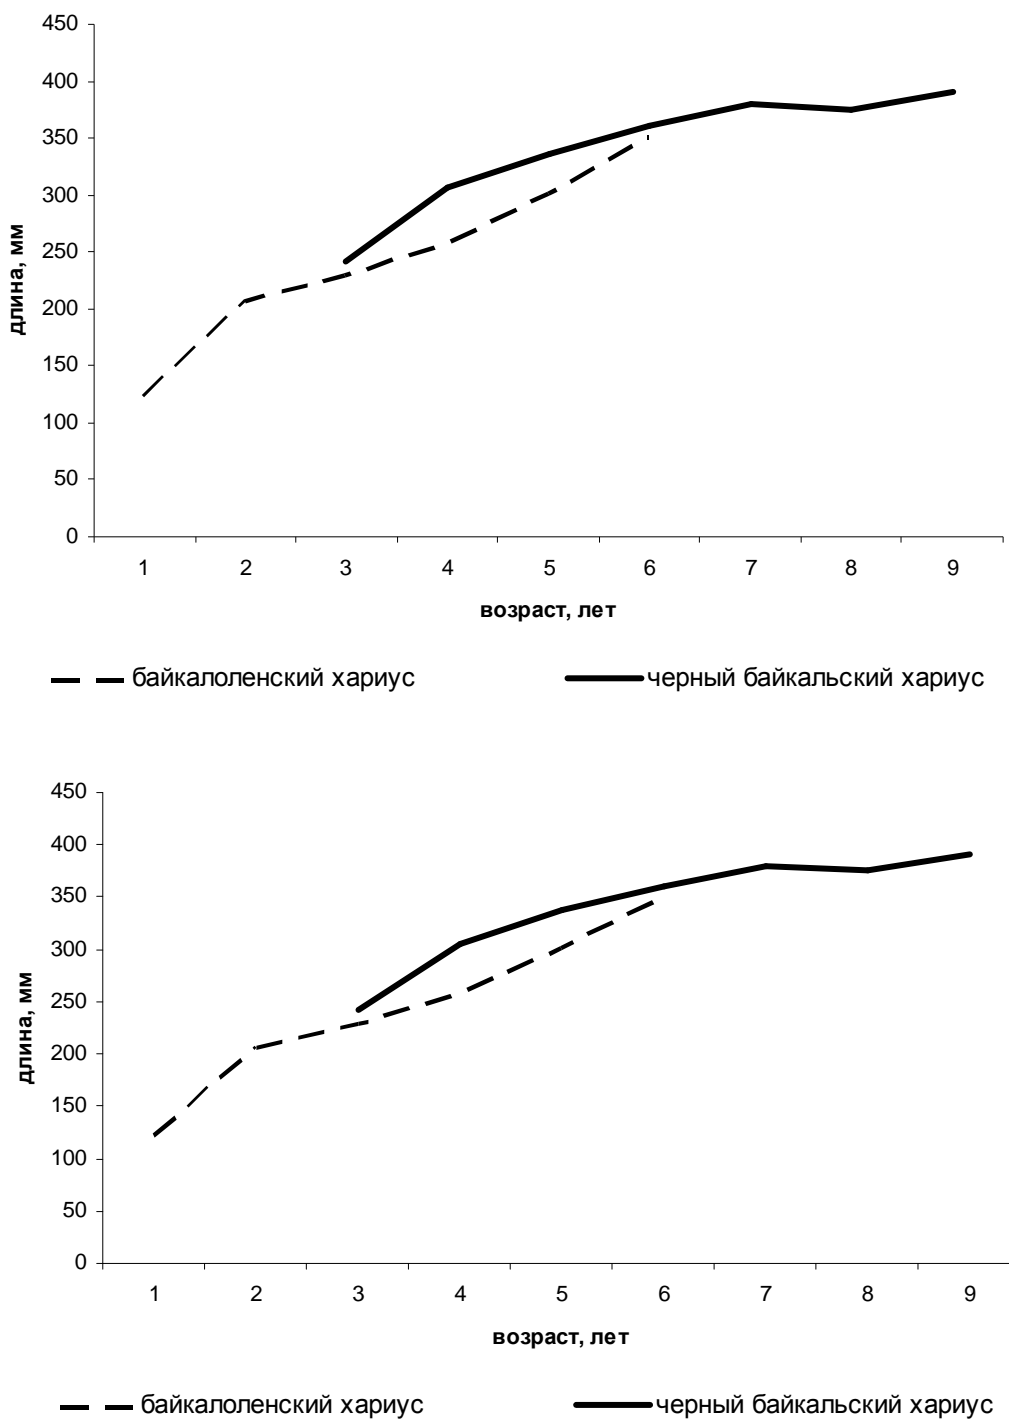 450
400
350
300
250
200
150
100
50
0
длина, мм
1 2 3 4 5 6 7 8 9
возраст, лет
байкалоленский хариус черный байкальский хариус
450
400
350
300
250
200
150
100
50
0
длина, мм
1 2 3 4 5 6 7 8 9
возраст, лет
байкалоленский хариус черный байкальский хариус